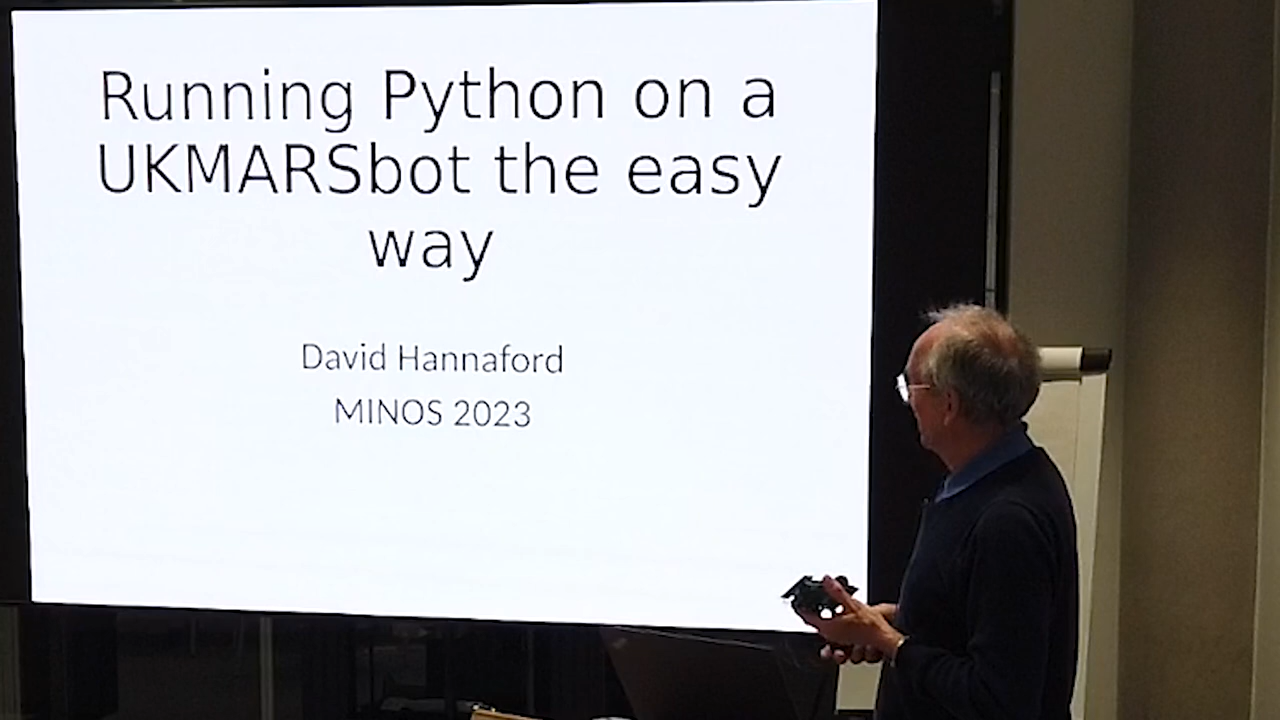 Running Python on a
UKMARSbot the easy
way
David Hannaford
MINOS 2023